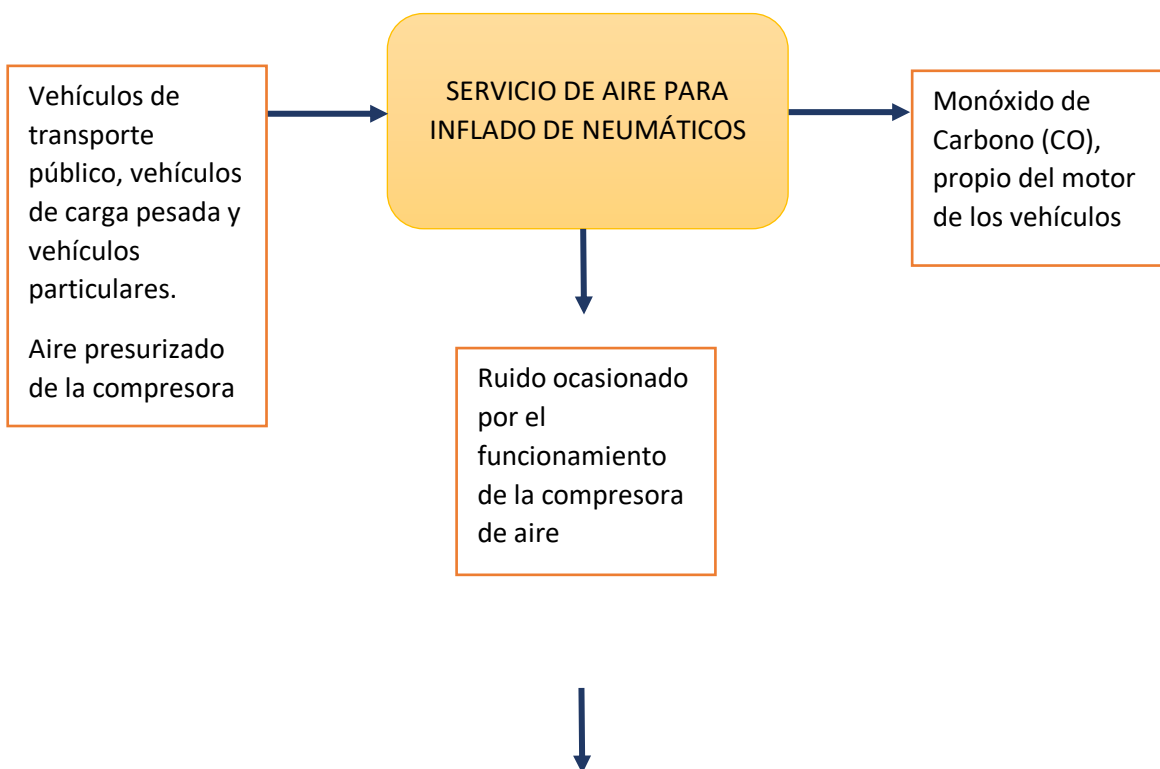 Vehículos de
transporte
público, vehículos
de carga pesada y
vehículos
particulares.
Aire presurizado
de la compresora
SERVICIO DE AIRE PARA
INFLADO DE NEUMÁTICOS
Monóxido de
Carbono (CO),
propio del motor
de los vehículos
Ruido ocasionado
por el
funcionamiento
de la compresora
de aire